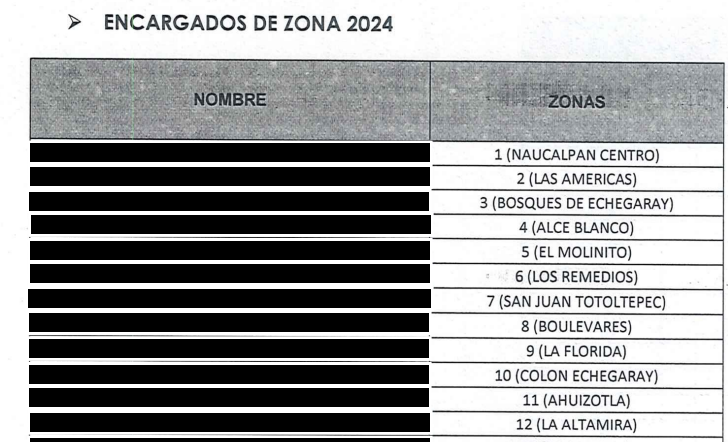 ➢ ENCARGADOS DE ZONA 2024
NOMBRE ZONAS
1 (NAUCALPAN CENTRO)
2 (LAS AMERICAS)
3 (BOSQUES DE ECHEGARAY)
4 (ALCE BLANCO)
5 (EL MOLINITO)
6 (LOS REMEDIOS)
7 (SAN JUAN TOTOLTEPEC)
8 (BOULEVARES)
9 (LA FLORIDA)
10 (COLON ECHEGARAY)
11 (AHUIZOTLA)
12 (LA ALTAMIRA)